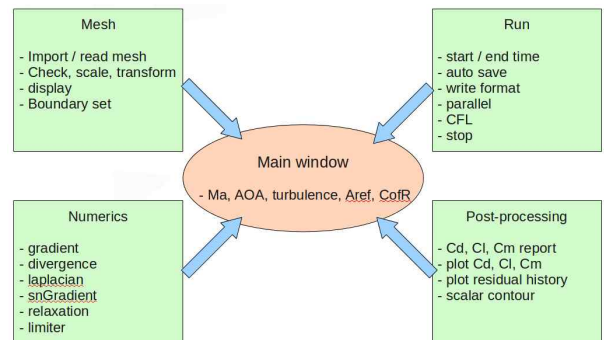 Mesh
- Import / read mesh
- Check, scale, transform
- display
- Boundary set
Run
- start / end time
- auto save
- write format
- parallel
- CFL
- stop
Main window
- Ma, AOA, turbulence, Aref, CofR
Numerics
- gradient
- divergence
- laplacian
- snGradient
- relaxation
- limiter
Post-processing
- Cd, Cl, Cm report
- plot Cd, Cl, Cm
- plot residual history
- scalar contour